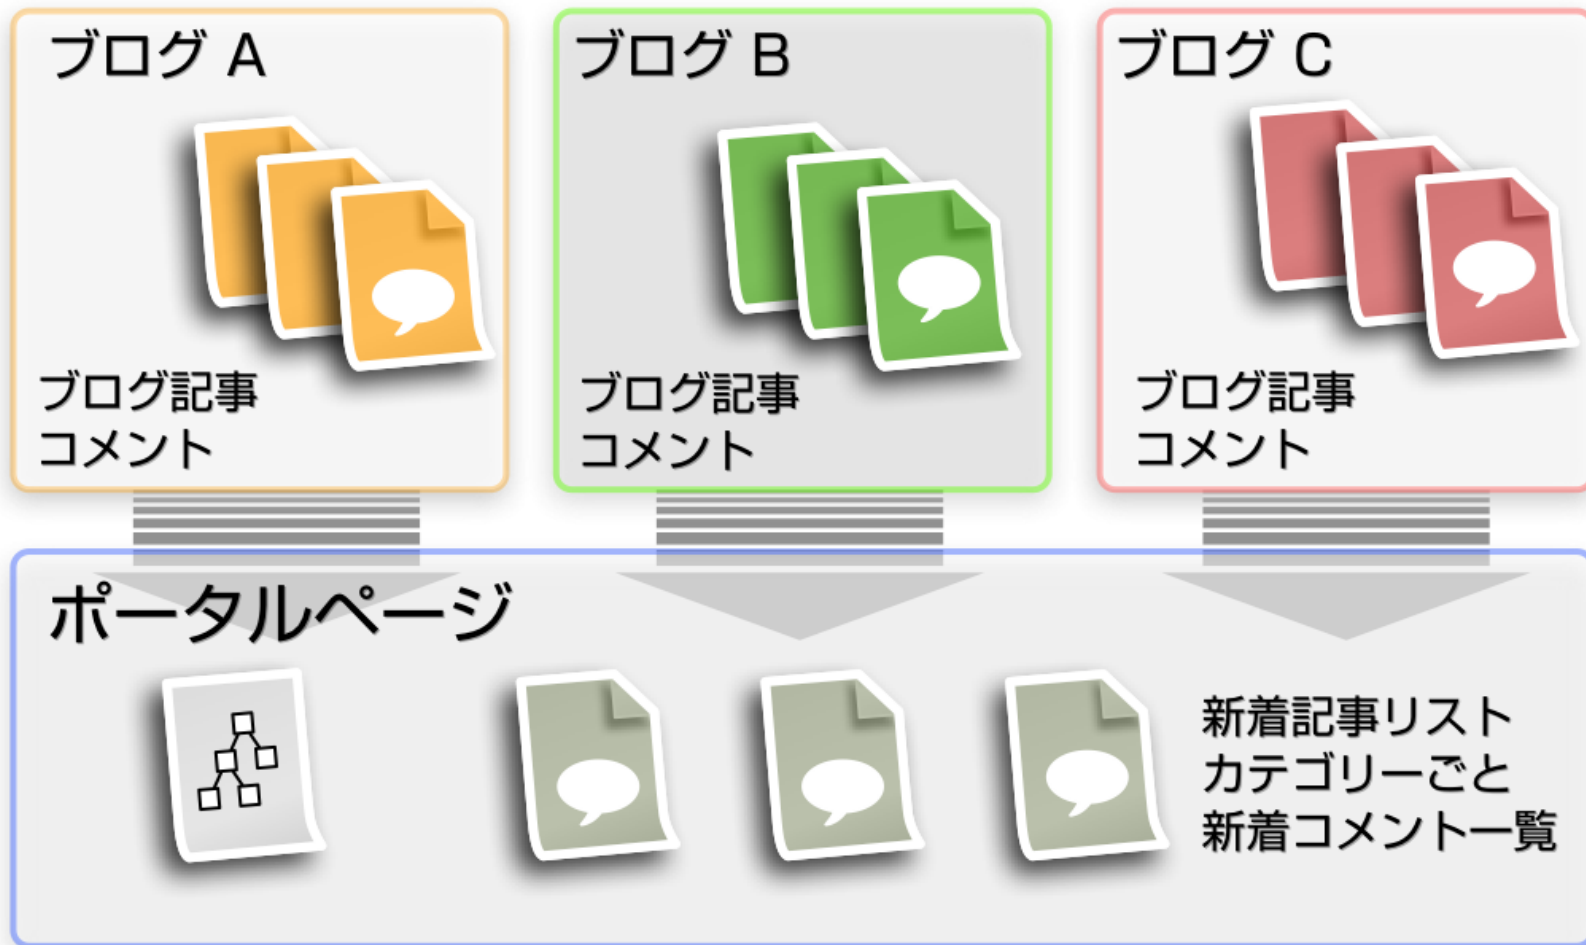 ブログ A
ブログ B
ブログ C
ブログ記事
コメント
ブログ記事
コメント
ブログ記事
コメント
ポータルページ
新着記事リスト
カテゴリーごと
新着コメント一覧